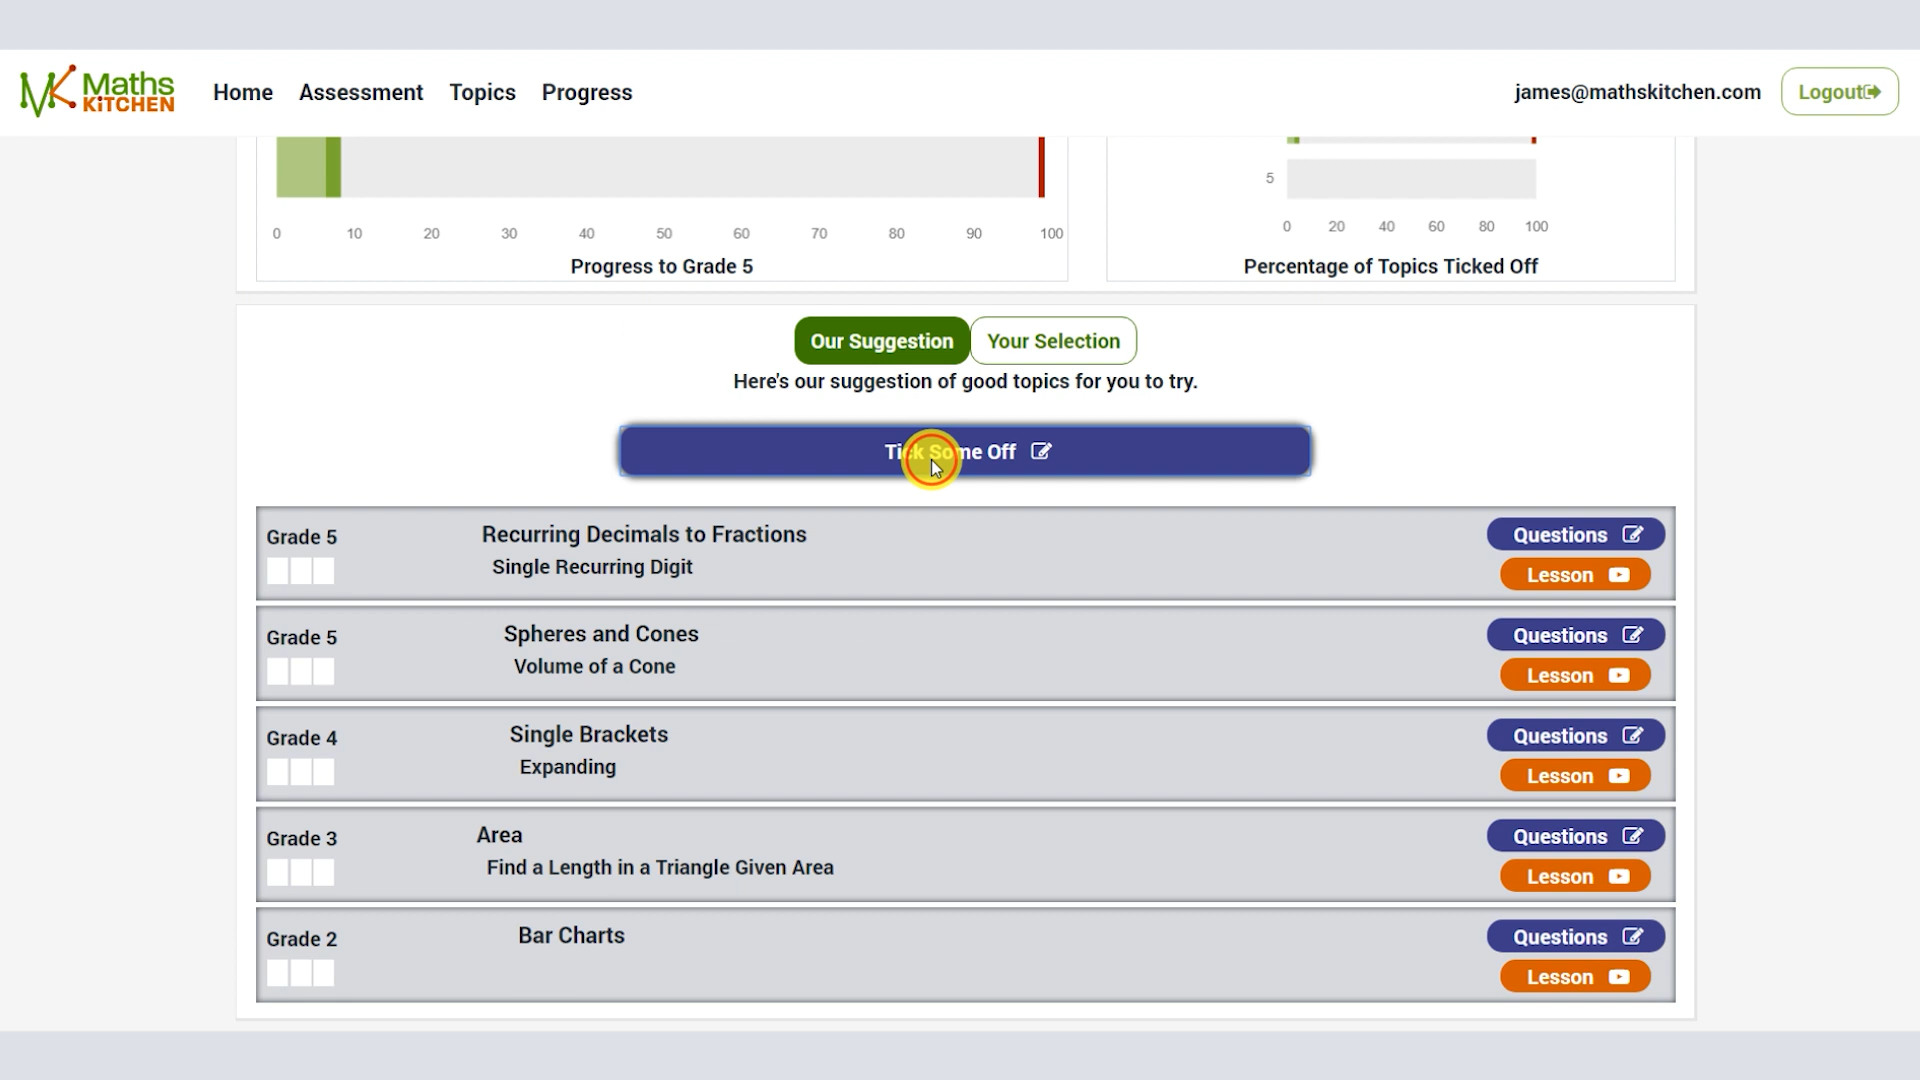 Maths
KiTCHEN
Home Assessment Topics Progress
james@mathskitchen.com
Logout
0 10 20 30 40 50 60 70 80 90 100
Progress to Grade 5
5
0 20 40 60 80 100
Percentage of Topics Ticked Off
Our Suggestion
Your Selection
Here's our suggestion of good topics for you to try.
Tick Some Off
Grade 5
Recurring Decimals to Fractions
Single Recurring Digit
Questions
Lesson
Grade 5
Spheres and Cones
Volume of a Cone
Questions
Lesson
Grade 4
Single Brackets
Expanding
Questions
Lesson
Grade 3
Area
Find a Length in a Triangle Given Area
Questions
Lesson
Grade 2
Bar Charts
Questions
Lesson